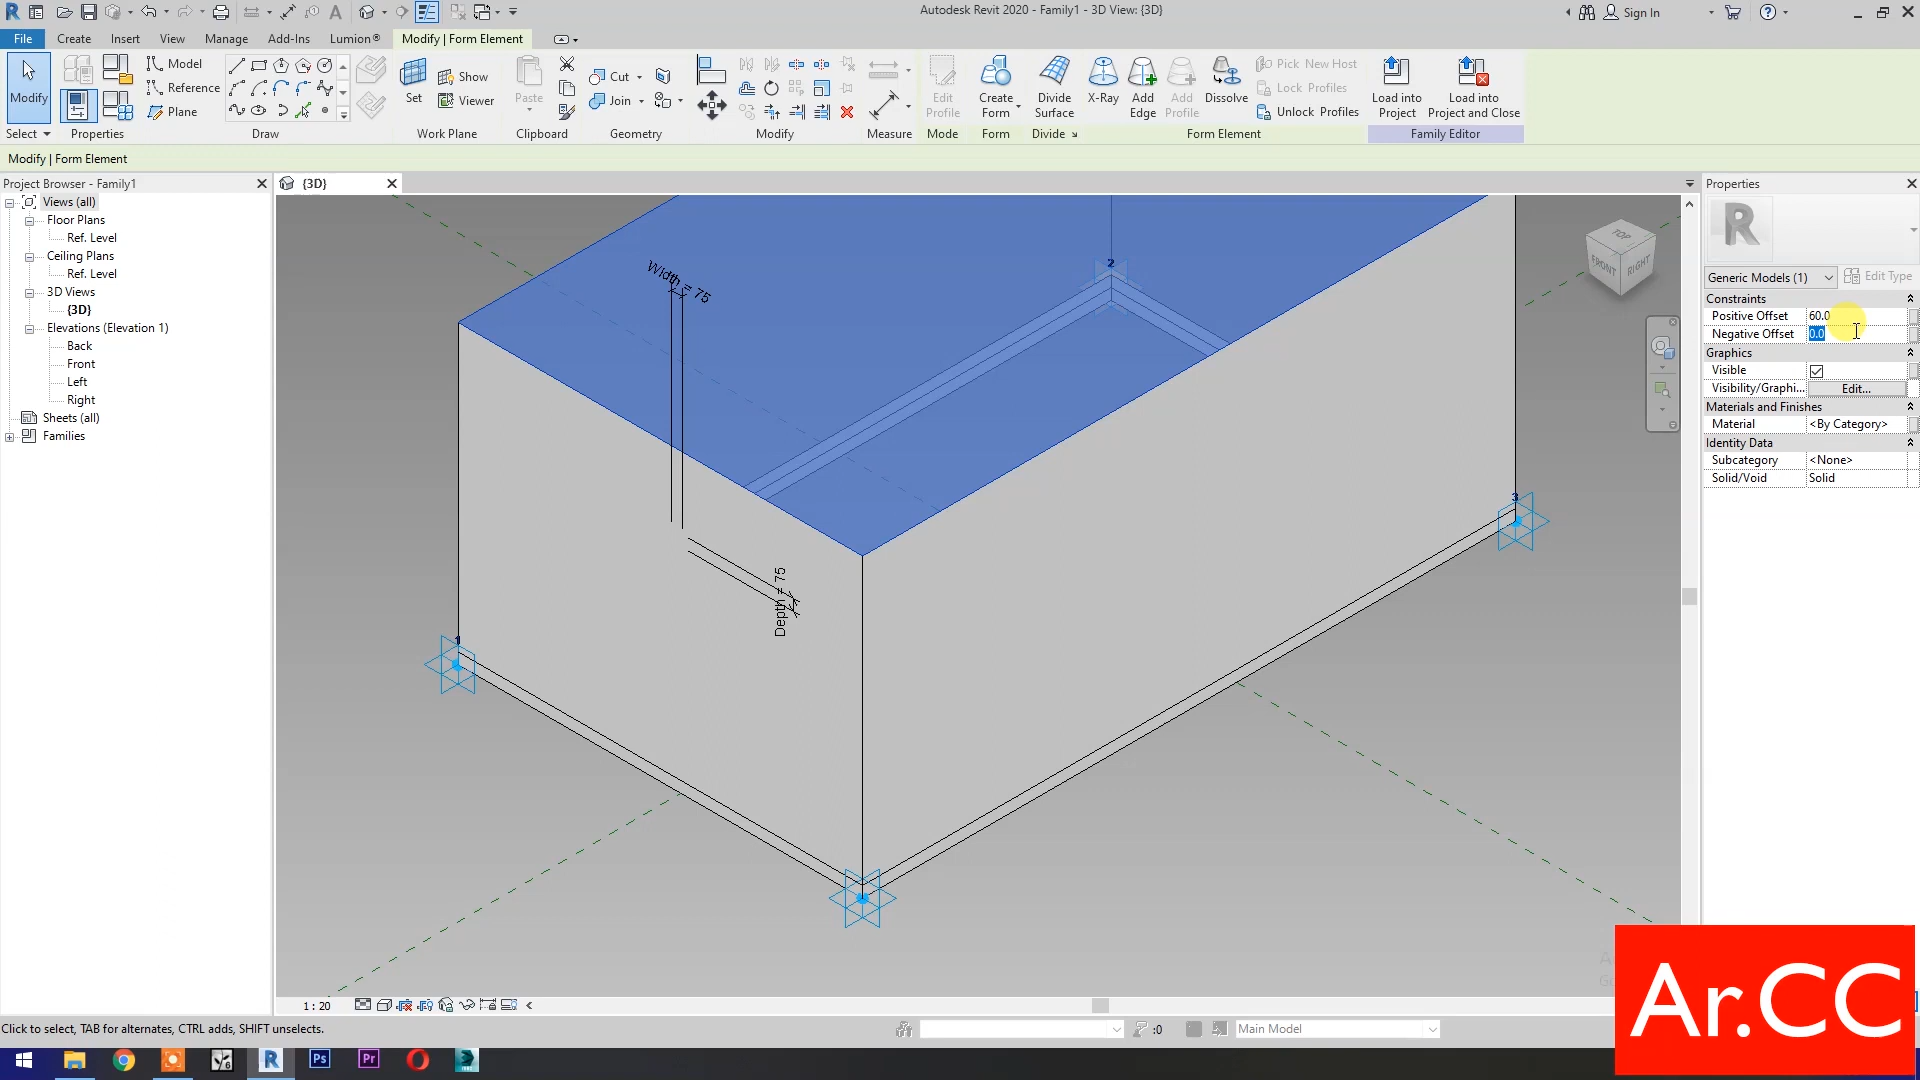 Autodesk Revit 2020 - Family1 - 3D View: {3D}
Sign In
File Create Insert View Manage Add-Ins Lumion® Modify | Form Element
Modify
Select
Properties
Model
Reference
Plane
Draw
Set
Show
Viewer
Work Plane
Paste
Clipboard
Cut
Join
Geometry
Modify
Measure
Edit Profile
Mode
Create Form
Form
Divide Surface
Divide
X-Ray
Add Edge
Add Profile
Dissolve
Pick New Host
Lock Profiles
Unlock Profiles
Form Element
Load into Project
Load into Project and Close
Family Editor
Modify | Form Element
Project Browser - Family1
Views (all)
Floor Plans
Ref. Level
Ceiling Plans
Ref. Level
3D Views
{3D}
Elevations (Elevation 1)
Back
Front
Left
Right
Sheets (all)
Families
{3D}
Width = 75
Depth = 75
1
2
3
TOP
FRONT
RIGHT
Properties
R
Generic Models (1)
Edit Type
Constraints
Positive Offset 60.0
Negative Offset 0.0
Graphics
Visible
Visibility/Graphi... Edit...
Materials and Finishes
Material <By Category>
Identity Data
Subcategory <None>
Solid/Void Solid
1 : 20
Click to select, TAB for alternates, CTRL adds, SHIFT unselects.
:0
Main Model
Ar.CC
R
Ps
Pr